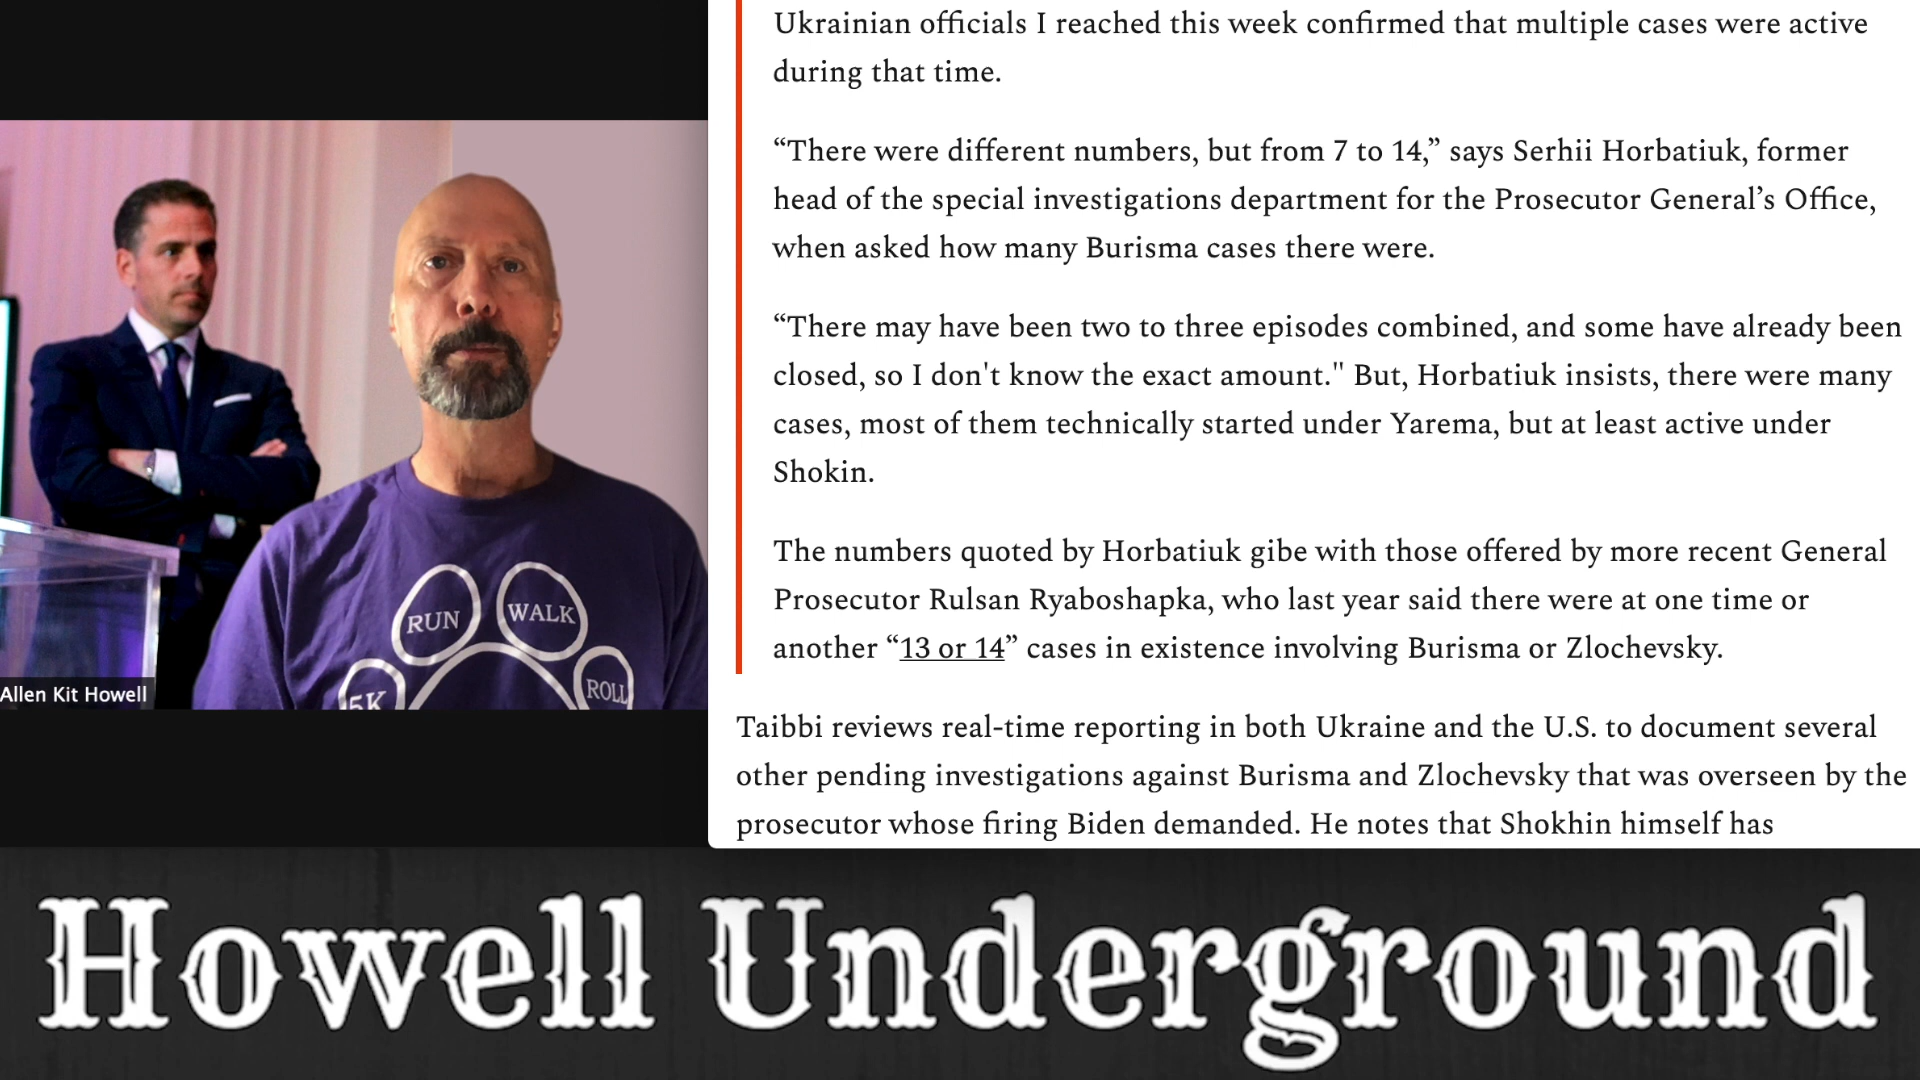 Ukrainian officials I reached this week confirmed that multiple cases were active
during that time.
“There were different numbers, but from 7 to 14,” says Serhii Horbatiuk, former
head of the special investigations department for the Prosecutor General’s Office,
when asked how many Burisma cases there were.
“There may have been two to three episodes combined, and some have already been
closed, so I don't know the exact amount." But, Horbatiuk insists, there were many
cases, most of them technically started under Yarema, but at least active under
Shokin.
The numbers quoted by Horbatiuk gibe with those offered by more recent General
Prosecutor Rulsan Ryaboshapka, who last year said there were at one time or
another “13 or 14” cases in existence involving Burisma or Zlochevsky.
Taibbi reviews real-time reporting in both Ukraine and the U.S. to document several
other pending investigations against Burisma and Zlochevsky that was overseen by the
prosecutor whose firing Biden demanded. He notes that Shokhin himself has
RUN
WALK
5K
ROLL
Allen Kit Howell
Howell Underground